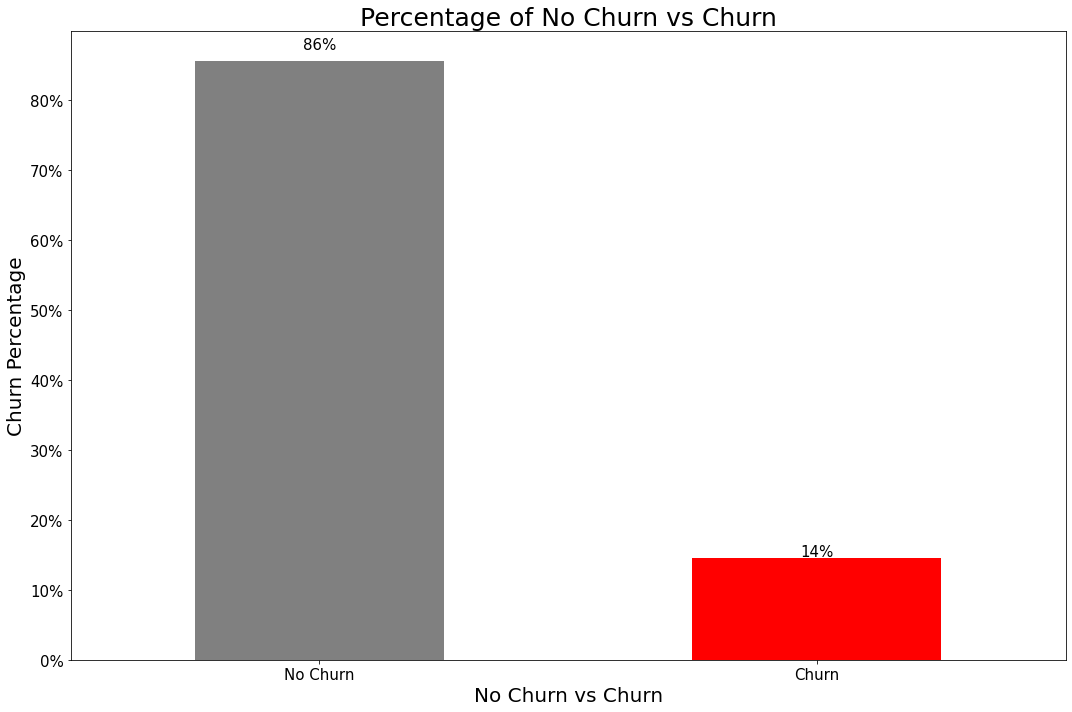 Percentage of No Churn vs Churn
86%
80%
70%
60%
50%
40%
30%
20%
14%
10%
0%
Churn Percentage
No Churn
Churn
No Churn vs Churn